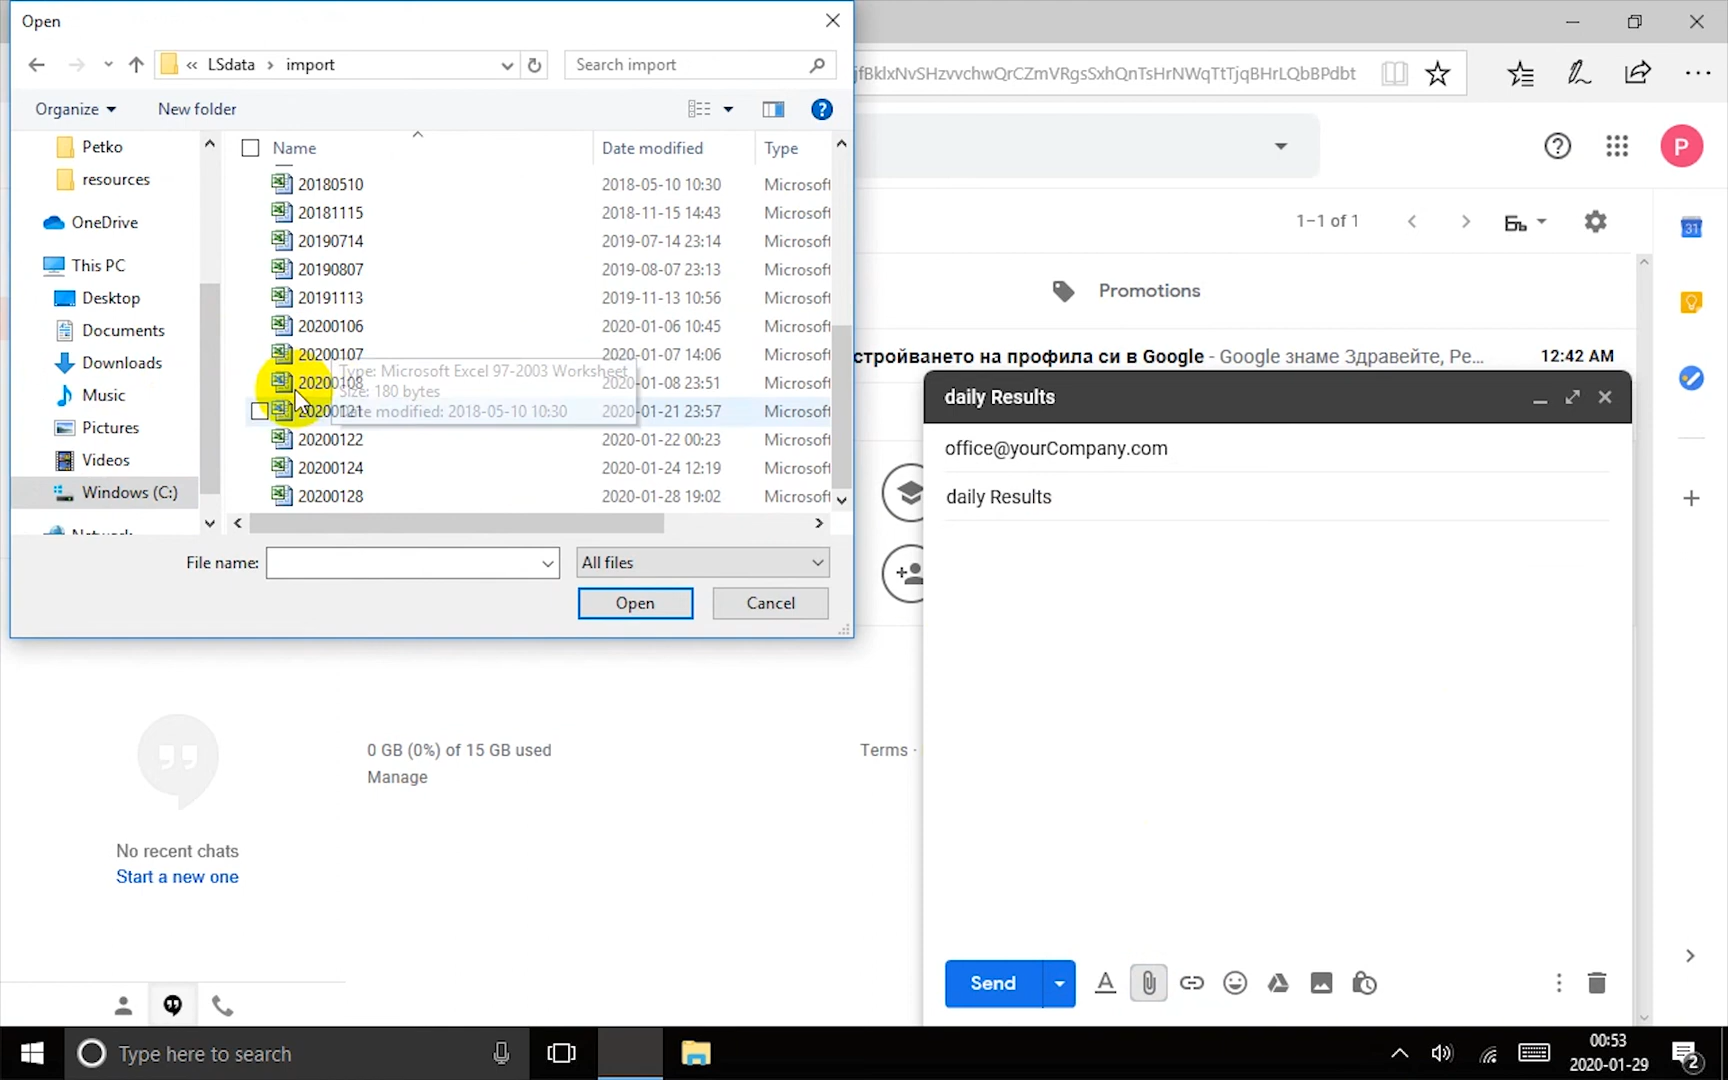 Open
« LSdata › import
Search import
jfBklxNvSHzvvchwQrCZmVRgsSxhQnTsHrNWqTtTjqBHrLQbBPdbt
Organize
New folder
Petko
resources
OneDrive
This PC
Desktop
Documents
Downloads
Music
Pictures
Videos
Windows (C:)
Name Date modified Type
20180510 2018-05-10 10:30 Microsoft
20181115 2018-11-15 14:43 Microsoft
20190714 2019-07-14 23:14 Microsoft
20190807 2019-08-07 23:13 Microsoft
20191113 2019-11-13 10:56 Microsoft
20200106 2020-01-06 10:45 Microsoft
20200107 2020-01-07 14:06 Microsoft
20200108 2020-01-08 23:51 Microsoft
20200121 2020-01-21 23:57 Microsoft
20200122 2020-01-22 00:23 Microsoft
20200124 2020-01-24 12:19 Microsoft
20200128 2020-01-28 19:02 Microsoft
Type: Microsoft Excel 97-2003 Worksheet
Size: 180 bytes
Date modified: 2018-05-10 10:30
File name:
All files
Open
Cancel
P
1–1 of 1
31
Promotions
стройването на профила си в Google - Google знаме Здравейте, Pe... 12:42 AM
daily Results
office@yourCompany.com
daily Results
Send
0 GB (0%) of 15 GB used
Manage
Terms ·
No recent chats
Start a new one
Type here to search
00:53
2020-01-29
2